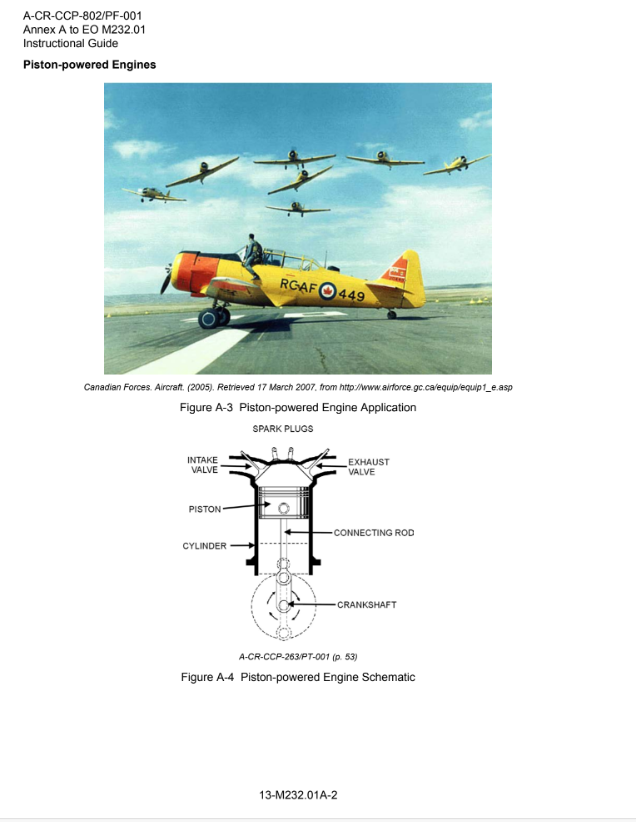 A-CR-CCP-802/PF-001
Annex A to EO M232.01
Instructional Guide
Piston-powered Engines
RCAF 449
Canadian Forces. Aircraft. (2005). Retrieved 17 March 2007, from http://www.airforce.gc.ca/equip/equip1_e.asp
Figure A-3 Piston-powered Engine Application
SPARK PLUGS
INTAKE
VALVE
EXHAUST
VALVE
PISTON
CONNECTING ROD
CYLINDER
CRANKSHAFT
A-CR-CCP-263/PT-001 (p. 53)
Figure A-4 Piston-powered Engine Schematic
13-M232.01A-2